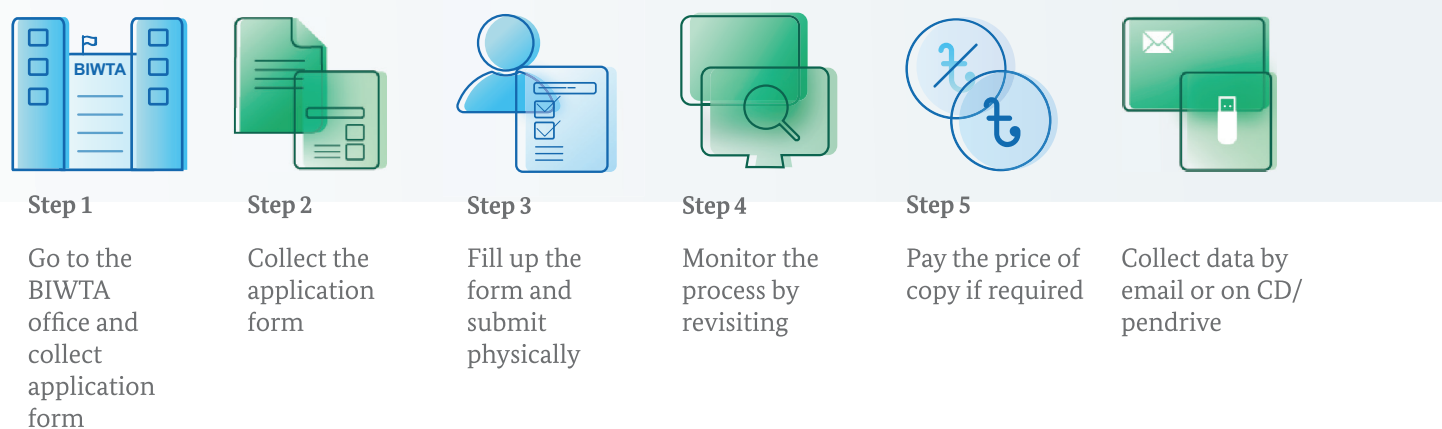 BIWTA
Step 1
Go to the
BIWTA
office and
collect
application
form
Step 2
Collect the
application
form
Step 3
Fill up the
form and
submit
physically
Step 4
Monitor the
process by
revisiting
Step 5
Pay the price of
copy if required
Collect data by
email or on CD/
pendrive